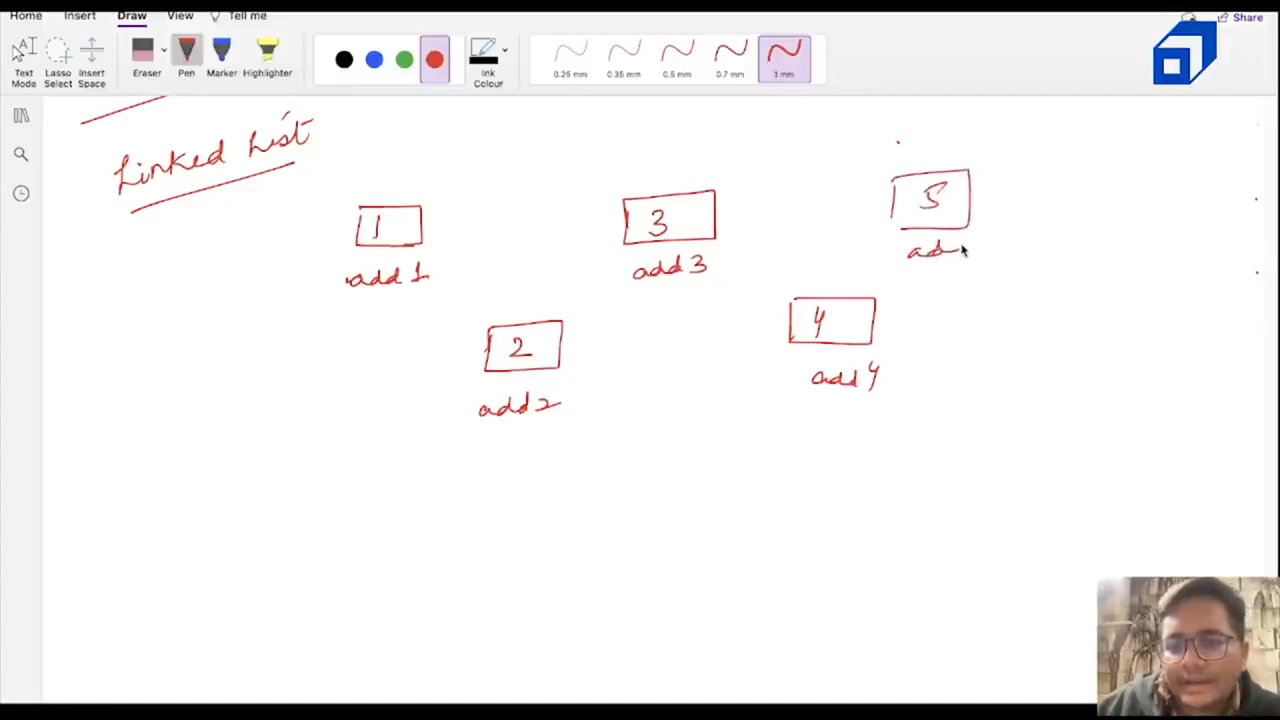 Home Insert Draw View Tell me
Share
Text Mode
Lasso Select
Insert Space
Eraser
Pen
Marker
Highlighter
Ink Colour
0.25 mm
0.35 mm
0.5 mm
0.7 mm
1 mm
Linked List
1
add 1
3
add 3
5
ad
2
add 2
4
add 4